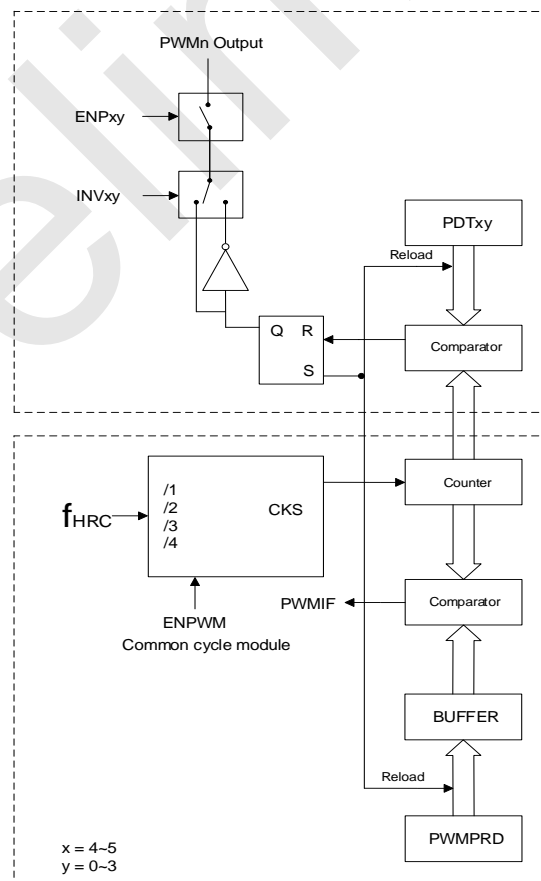 PWMn Output
ENPxy
INVxy
PDTxy
Reload
Q R
S
Comparator
Counter
/1
/2
/3
/4
CKS
fHRC
ENPWM
Common cycle module
PWMIF
Comparator
BUFFER
Reload
PWMPRD
x = 4~5
y = 0~3